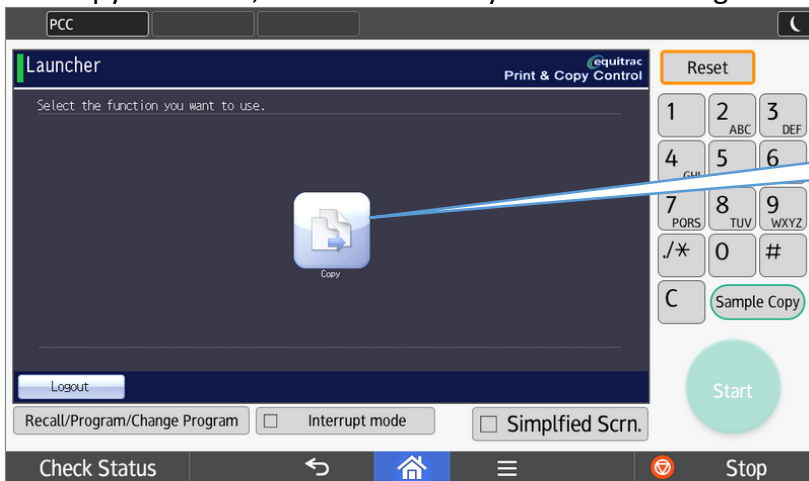 PCC
Launcher
equitrac
Print & Copy Control
Select the function you want to use.
Copy
Logout
Recall/Program/Change Program
Interrupt mode
Simplfied Scrn.
Reset
1 2 ABC 3 DEF
4 5 6
7 PQRS 8 TUV 9 WXYZ
./* 0 #
C Sample Copy
Start
Check Status
Stop